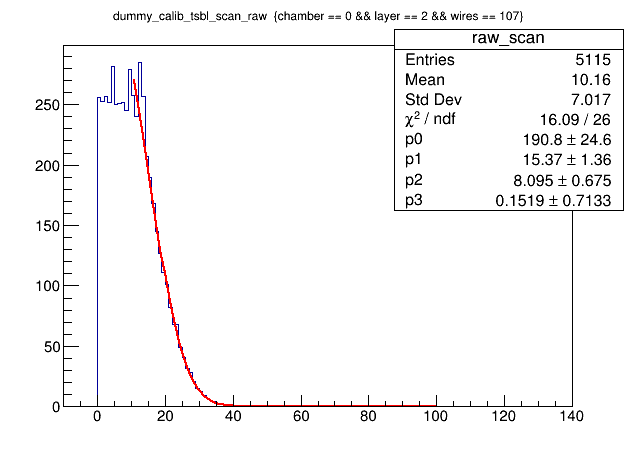 dummy_calib_tsbl_scan_raw {chamber == 0 && layer == 2 && wires == 107}
raw_scan
Entries 5115
Mean 10.16
Std Dev 7.017
χ² / ndf 16.09 / 26
p0 190.8 ± 24.6
p1 15.37 ± 1.36
p2 8.095 ± 0.675
p3 0.1519 ± 0.7133
250
200
150
100
50
0
0 20 40 60 80 100 120 140